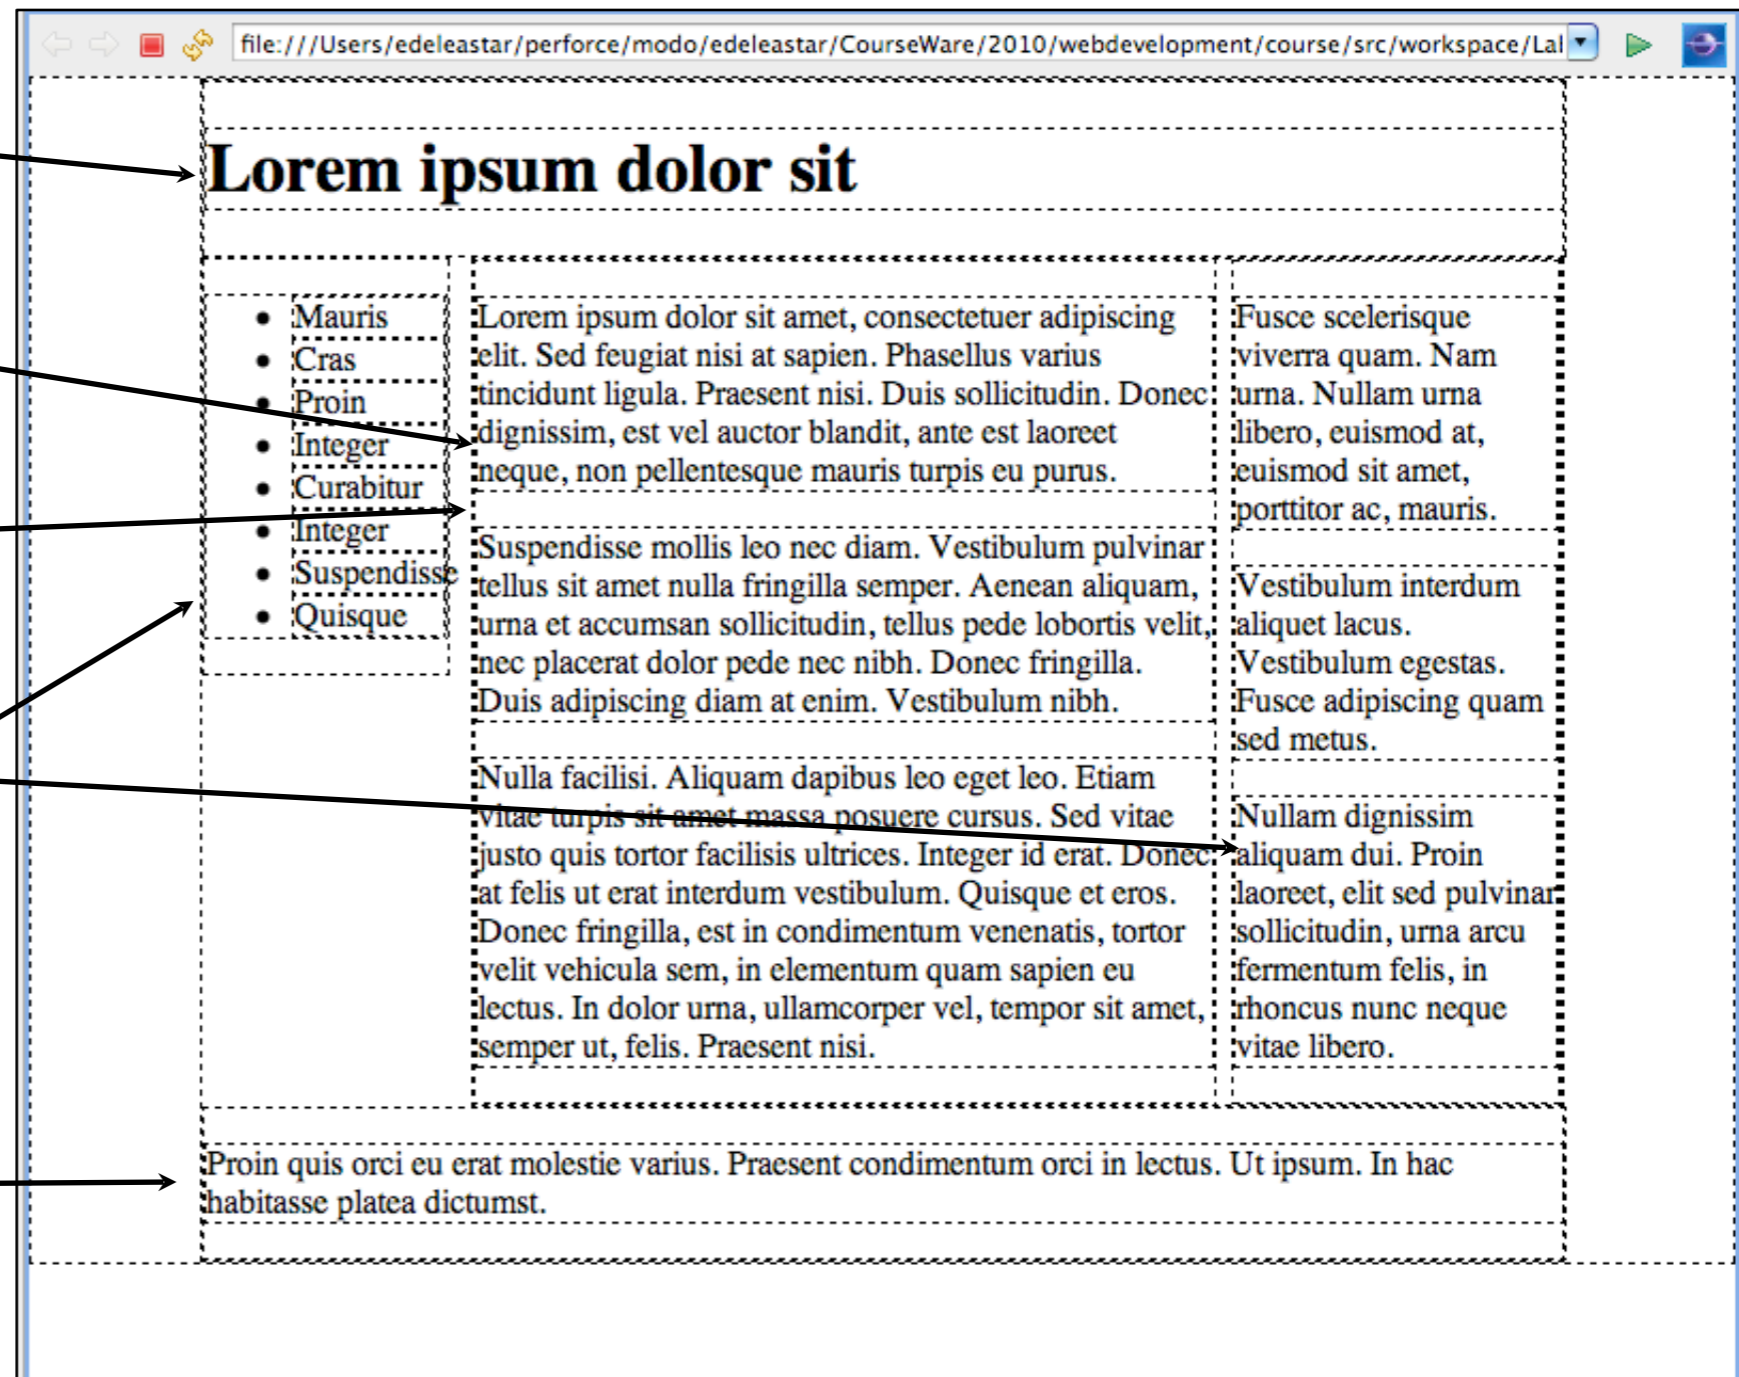 file:///Users/edeleastar/perforce/modo/edeleastar/CourseWare/2010/webdevelopment/course/src/workspace/Lal
Lorem ipsum dolor sit
Mauris
Cras
Proin
Integer
Curabitur
Integer
Suspendisse
Quisque
Lorem ipsum dolor sit amet, consectetuer adipiscing
elit. Sed feugiat nisi at sapien. Phasellus varius
tincidunt ligula. Praesent nisi. Duis sollicitudin. Donec
dignissim, est vel auctor blandit, ante est laoreet
neque, non pellentesque mauris turpis eu purus.
Suspendisse mollis leo nec diam. Vestibulum pulvinar
tellus sit amet nulla fringilla semper. Aenean aliquam,
urna et accumsan sollicitudin, tellus pede lobortis velit,
nec placerat dolor pede nec nibh. Donec fringilla.
Duis adipiscing diam at enim. Vestibulum nibh.
Nulla facilisi. Aliquam dapibus leo eget leo. Etiam
vitae turpis sit amet massa posuere cursus. Sed vitae
justo quis tortor facilisis ultrices. Integer id erat. Donec
at felis ut erat interdum vestibulum. Quisque et eros.
Donec fringilla, est in condimentum venenatis, tortor
velit vehicula sem, in elementum quam sapien eu
lectus. In dolor urna, ullamcorper vel, tempor sit amet,
semper ut, felis. Praesent nisi.
Fusce scelerisque
viverra quam. Nam
urna. Nullam urna
libero, euismod at,
euismod sit amet,
porttitor ac, mauris.
Vestibulum interdum
aliquet lacus.
Vestibulum egestas.
Fusce adipiscing quam
sed metus.
Nullam dignissim
aliquam dui. Proin
laoreet, elit sed pulvinar
sollicitudin, urna arcu
fermentum felis, in
rhoncus nunc neque
vitae libero.
Proin quis orci eu erat molestie varius. Praesent condimentum orci in lectus. Ut ipsum. In hac
habitasse platea dictumst.